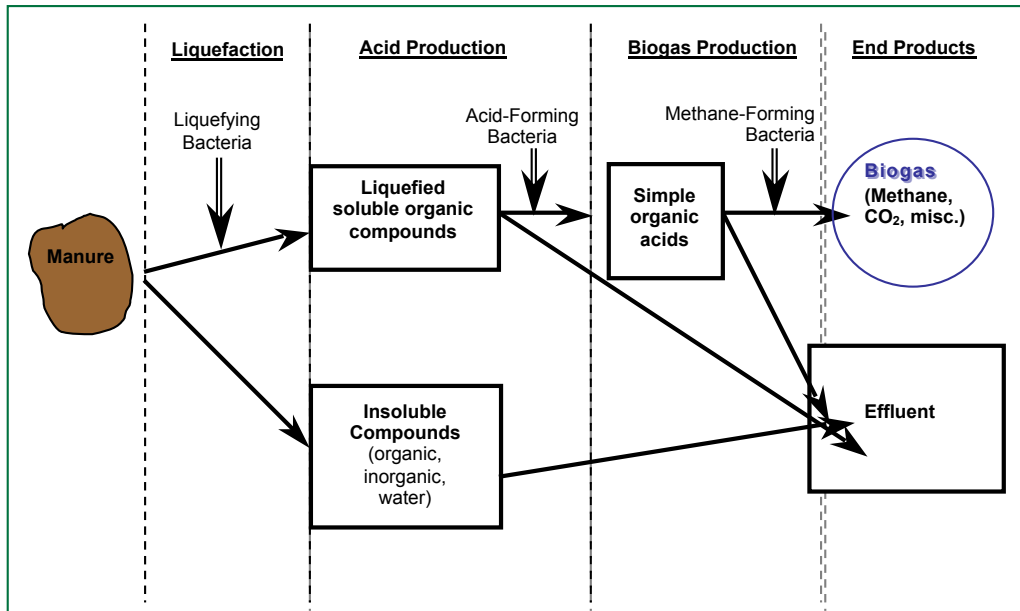 Liquefaction
Acid Production
Biogas Production
End Products
Liquefying
Bacteria
Acid-Forming
Bacteria
Methane-Forming
Bacteria
Manure
Liquefied
soluble organic
compounds
Simple
organic
acids
Biogas
(Methane,
CO₂, misc.)
Insoluble
Compounds
(organic,
inorganic,
water)
Effluent